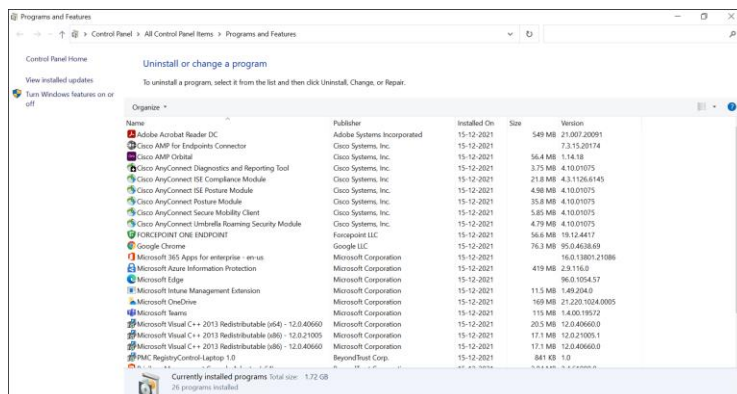 Programs and Features
Control Panel > All Control Panel Items > Programs and Features
Control Panel Home
View installed updates
Turn Windows features on or
off
Uninstall or change a program
To uninstall a program, select it from the list and then click Uninstall, Change, or Repair.
Organize
Name Publisher Installed On Size Version
Adobe Acrobat Reader DC Adobe Systems Incorporated 15-12-2021 549 MB 21.007.20091
Cisco AMP for Endpoints Connector Cisco Systems, Inc. 15-12-2021 7.3.15.20174
Cisco AMP Orbital Cisco Systems, Inc. 15-12-2021 56.4 MB 1.14.18
Cisco AnyConnect Diagnostics and Reporting Tool Cisco Systems, Inc. 15-12-2021 3.75 MB 4.10.01075
Cisco AnyConnect ISE Compliance Module Cisco Systems, Inc. 15-12-2021 21.8 MB 4.3.1126.6145
Cisco AnyConnect ISE Posture Module Cisco Systems, Inc. 15-12-2021 4.98 MB 4.10.01075
Cisco AnyConnect Posture Module Cisco Systems, Inc. 15-12-2021 35.8 MB 4.10.01075
Cisco AnyConnect Secure Mobility Client Cisco Systems, Inc. 15-12-2021 5.85 MB 4.10.01075
Cisco AnyConnect Umbrella Roaming Security Module Cisco Systems, Inc. 15-12-2021 4.79 MB 4.10.01075
FORCEPOINT ONE ENDPOINT Forcepoint LLC 15-12-2021 56.6 MB 19.12.4417
Google Chrome Google LLC 15-12-2021 76.3 MB 95.0.4638.69
Microsoft 365 Apps for enterprise - en-us Microsoft Corporation 15-12-2021 16.0.13801.21086
Microsoft Azure Information Protection Microsoft Corporation 15-12-2021 419 MB 2.9.116.0
Microsoft Edge Microsoft Corporation 15-12-2021 96.0.1054.57
Microsoft Intune Management Extension Microsoft Corporation 15-12-2021 11.5 MB 1.49.204.0
Microsoft OneDrive Microsoft Corporation 15-12-2021 169 MB 21.220.1024.0005
Microsoft Teams Microsoft Corporation 15-12-2021 115 MB 1.4.00.19572
Microsoft Visual C++ 2013 Redistributable (x64) - 12.0.40660 Microsoft Corporation 15-12-2021 20.5 MB 12.0.40660.0
Microsoft Visual C++ 2013 Redistributable (x86) - 12.0.21005 Microsoft Corporation 15-12-2021 17.1 MB 12.0.21005.1
Microsoft Visual C++ 2013 Redistributable (x86) - 12.0.40660 Microsoft Corporation 15-12-2021 17.1 MB 12.0.40660.0
PMC RegistryControl-Laptop 1.0 BeyondTrust Corp. 15-12-2021 841 KB 1.0
Currently installed programs Total size: 1.72 GB
26 programs installed